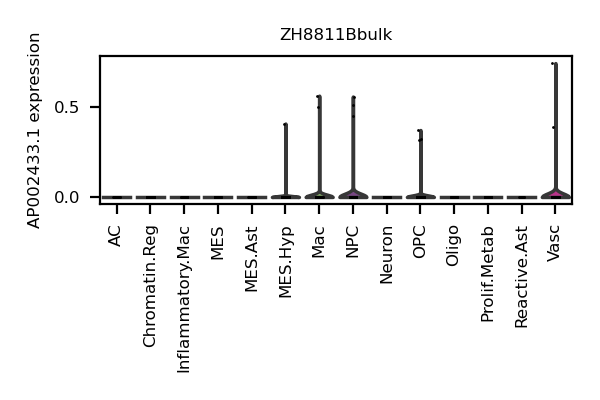 ZH8811Bbulk
AP002433.1 expression
0.5
0.0
AC
Chromatin.Reg
Inflammatory.Mac
MES
MES.Ast
MES.Hyp
Mac
NPC
Neuron
OPC
Oligo
Prolif.Metab
Reactive.Ast
Vasc